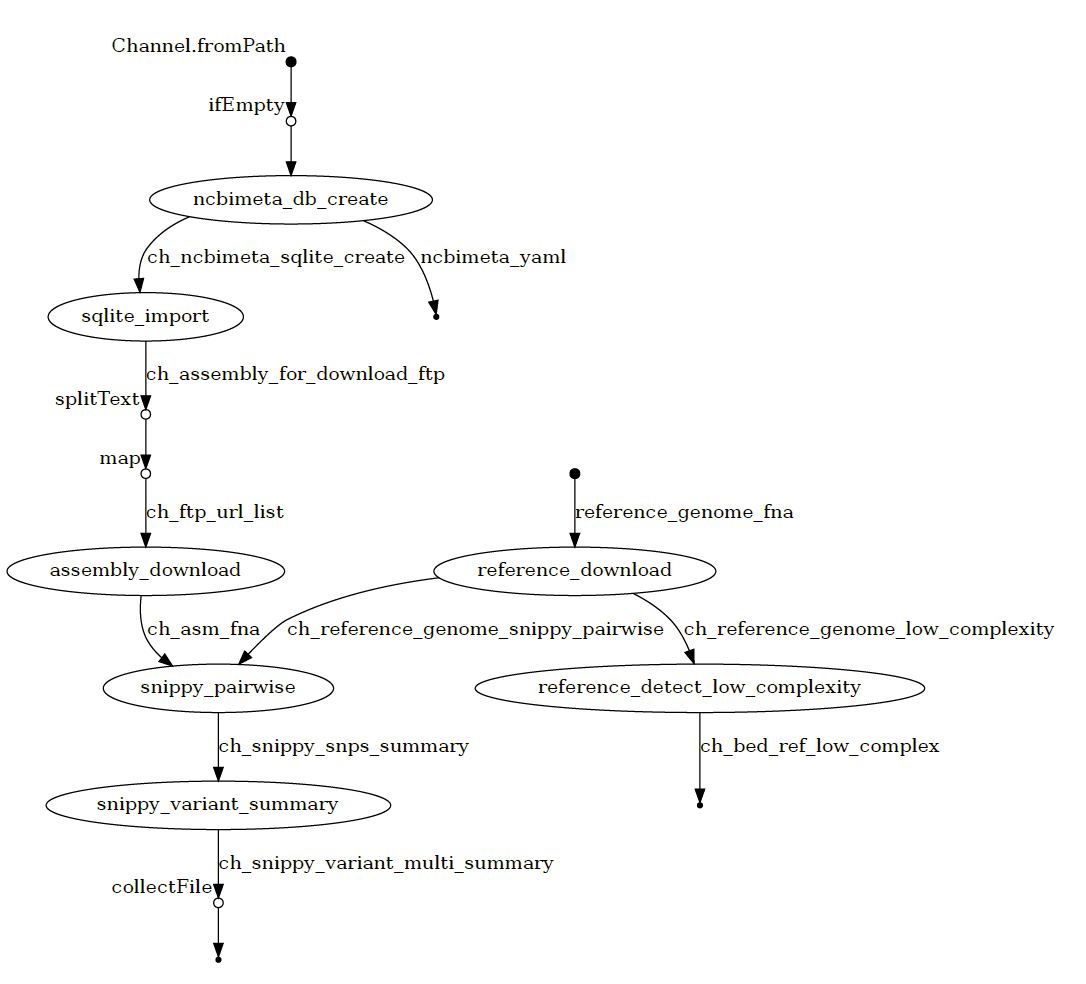 Channel.fromPath
ifEmpty
ncbimeta_db_create
ch_ncbimeta_sqlite_create
ncbimeta_yaml
sqlite_import
ch_assembly_for_download_ftp
splitText
map
ch_ftp_url_list
reference_genome_fna
assembly_download
reference_download
ch_asm_fna
ch_reference_genome_snippy_pairwise
ch_reference_genome_low_complexity
snippy_pairwise
reference_detect_low_complexity
ch_snippy_snps_summary
ch_bed_ref_low_complex
snippy_variant_summary
ch_snippy_variant_multi_summary
collectFile